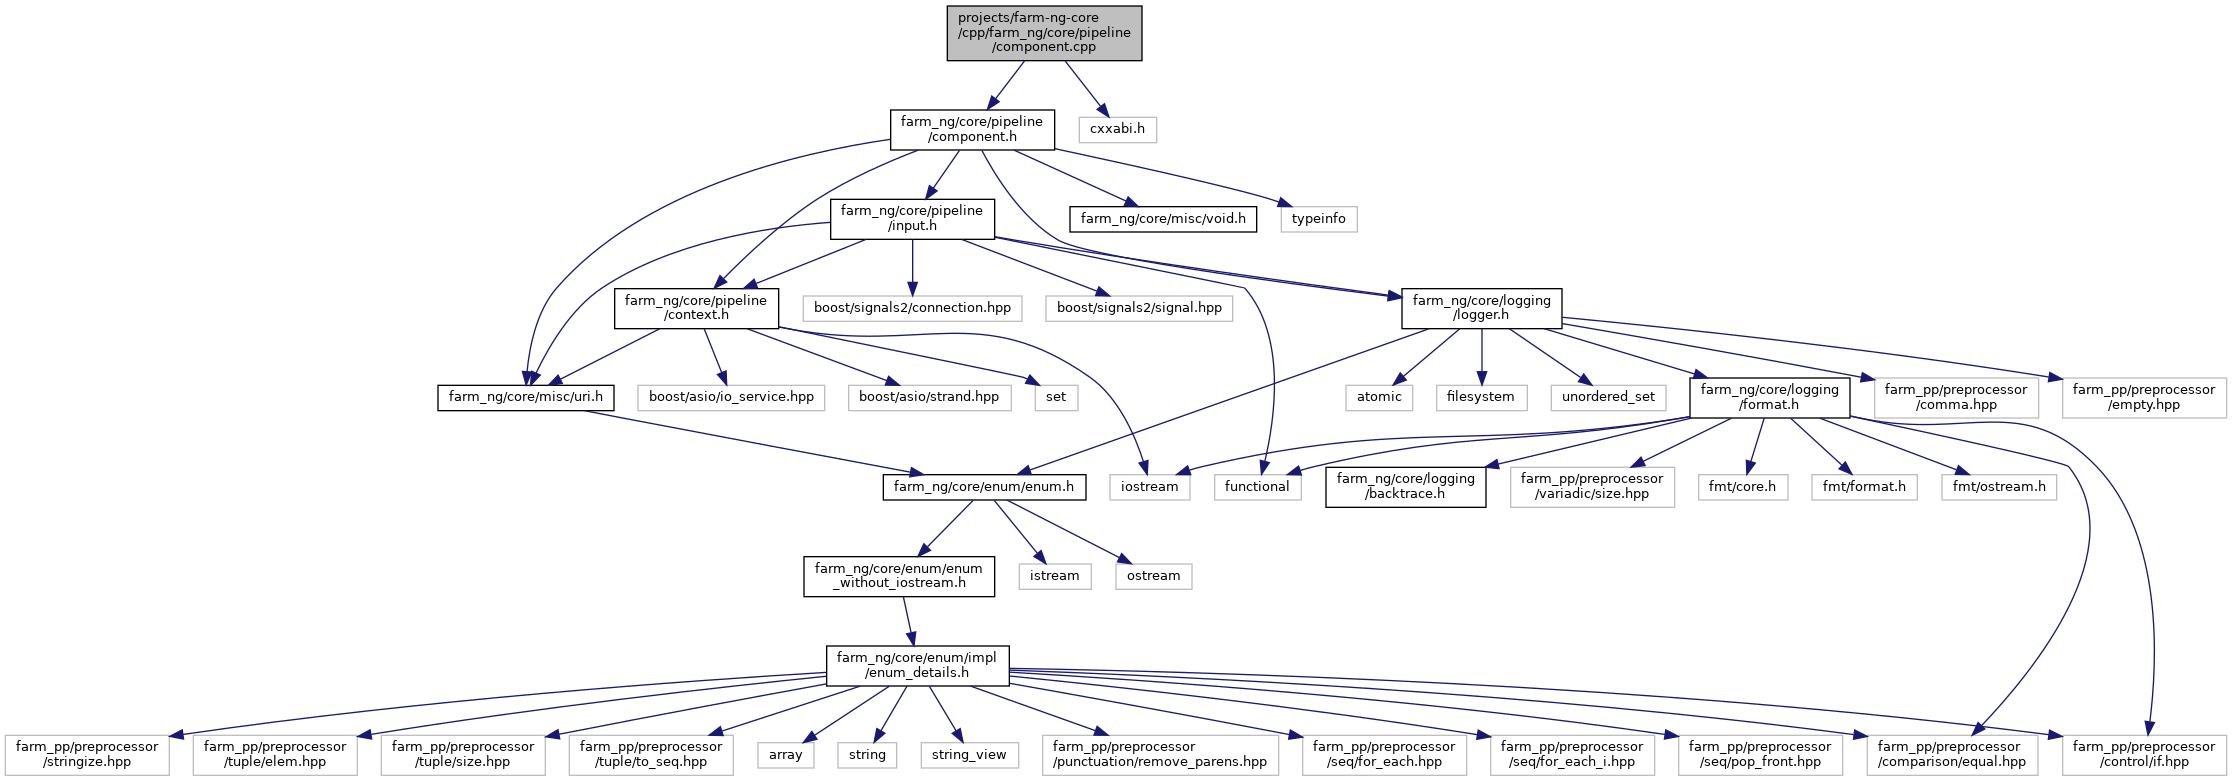 projects/farm-ng-core
/cpp/farm_ng/core/pipeline
/component.cpp
farm_ng/core/pipeline
/component.h
cxxabi.h
farm_ng/core/pipeline
/input.h
farm_ng/core/misc/void.h
typeinfo
farm_ng/core/pipeline
/context.h
boost/signals2/connection.hpp
boost/signals2/signal.hpp
farm_ng/core/logging
/logger.h
farm_ng/core/misc/uri.h
boost/asio/io_service.hpp
boost/asio/strand.hpp
set
atomic
filesystem
unordered_set
farm_ng/core/logging
/format.h
farm_pp/preprocessor
/comma.hpp
farm_pp/preprocessor
/empty.hpp
farm_ng/core/enum/enum.h
iostream
functional
farm_ng/core/logging
/backtrace.h
farm_pp/preprocessor
/variadic/size.hpp
fmt/core.h
fmt/format.h
fmt/ostream.h
farm_ng/core/enum/enum
_without_iostream.h
istream
ostream
farm_ng/core/enum/impl
/enum_details.h
farm_pp/preprocessor
/stringize.hpp
farm_pp/preprocessor
/tuple/elem.hpp
farm_pp/preprocessor
/tuple/size.hpp
farm_pp/preprocessor
/tuple/to_seq.hpp
array
string
string_view
farm_pp/preprocessor
/punctuation/remove_parens.hpp
farm_pp/preprocessor
/seq/for_each.hpp
farm_pp/preprocessor
/seq/for_each_i.hpp
farm_pp/preprocessor
/seq/pop_front.hpp
farm_pp/preprocessor
/comparison/equal.hpp
farm_pp/preprocessor
/control/if.hpp